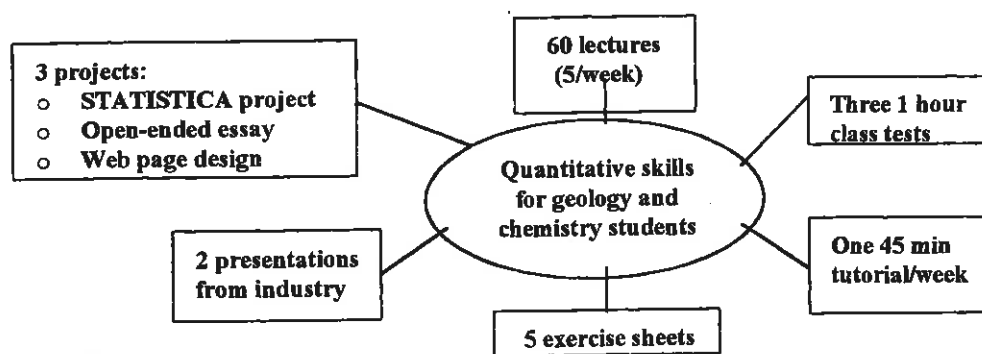 3 projects:
o STATISTICA project
o Open-ended essay
o Web page design
60 lectures
(5/week)
Three 1 hour
class tests
Quantitative skills
for geology and
chemistry students
2 presentations
from industry
One 45 min
tutorial/week
5 exercise sheets